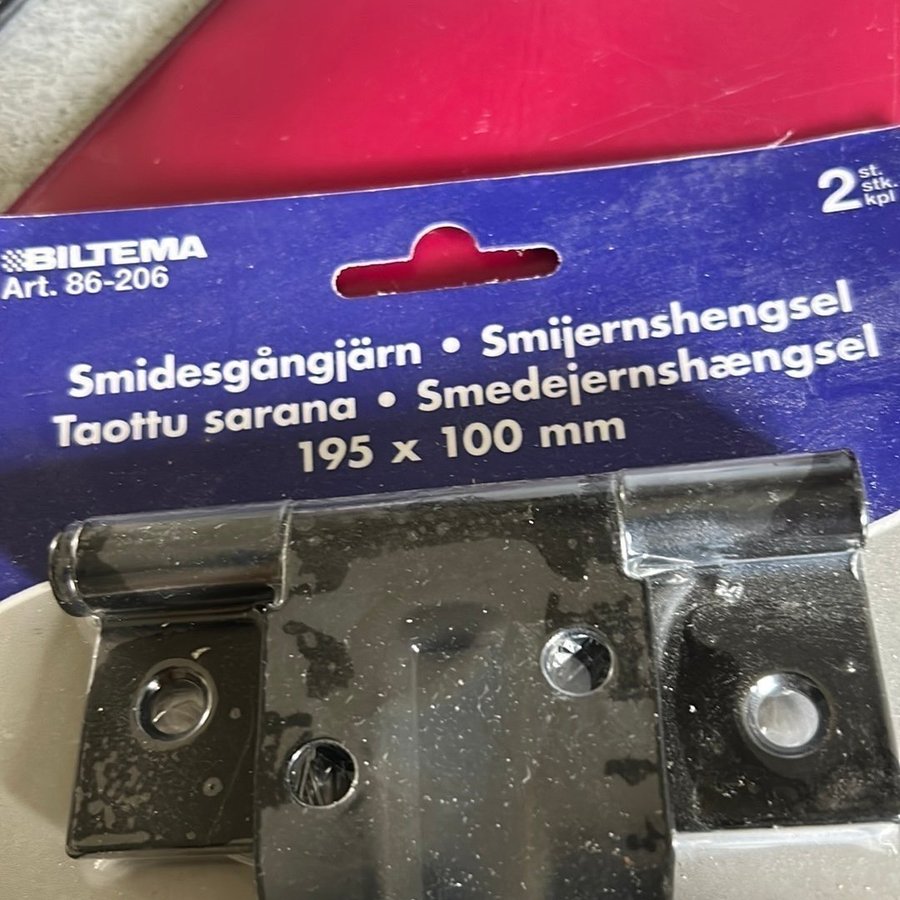 BILTEMA
Art. 86-206
2 st.
stk.
kpl
Smidesgångjärn • Smijernshengsel
Taottu sarana • Smedejernshængsel
195 x 100 mm